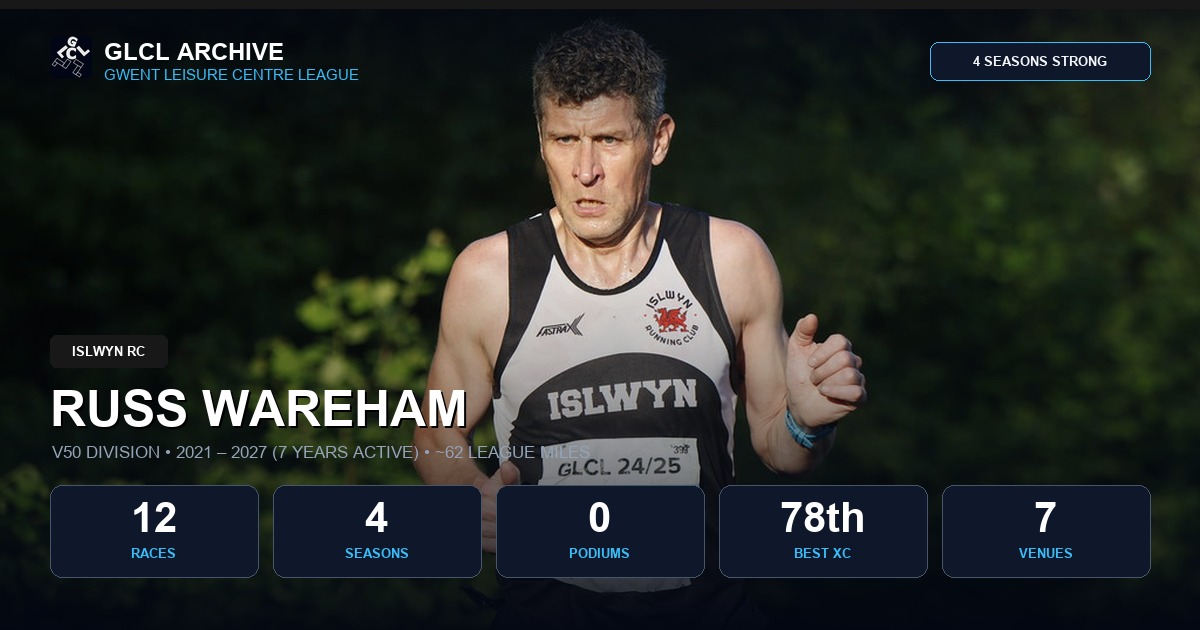 GC
GLCL ARCHIVE
GWENT LEISURE CENTRE LEAGUE
4 SEASONS STRONG
FASTRAX
ISLWYN
RUNNING CLUB
ISLWYN RC
RUSS WAREHAM
ISLWYN
V50 DIVISION • 2021 – 2027 (7 YEARS ACTIVE) • ~62 LEAGUE MILES
GLCL 24/25
12
RACES
4
SEASONS
0
PODIUMS
78th
BEST XC
7
VENUES